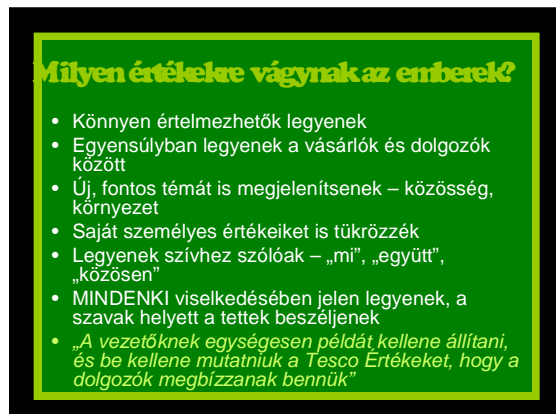 Milyen értékekre vágynak az emberek?
• Könnyen értelmezhetők legyenek
• Egyensúlyban legyenek a vásárlók és dolgozók
között
• Új, fontos témát is megjelenítsenek – közösség,
környezet
• Saját személyes értékeiket is tükrözzék
• Legyenek szívhez szólóak – „mi”, „együtt”,
„közösen”
• MINDENKI viselkedésében jelen legyenek, a
szavak helyett a tettek beszéljenek
• „A vezetőknek egységesen példát kellene állítani,
és be kellene mutatniuk a Tesco Értékeket, hogy a
dolgozók megbízzanak bennük”